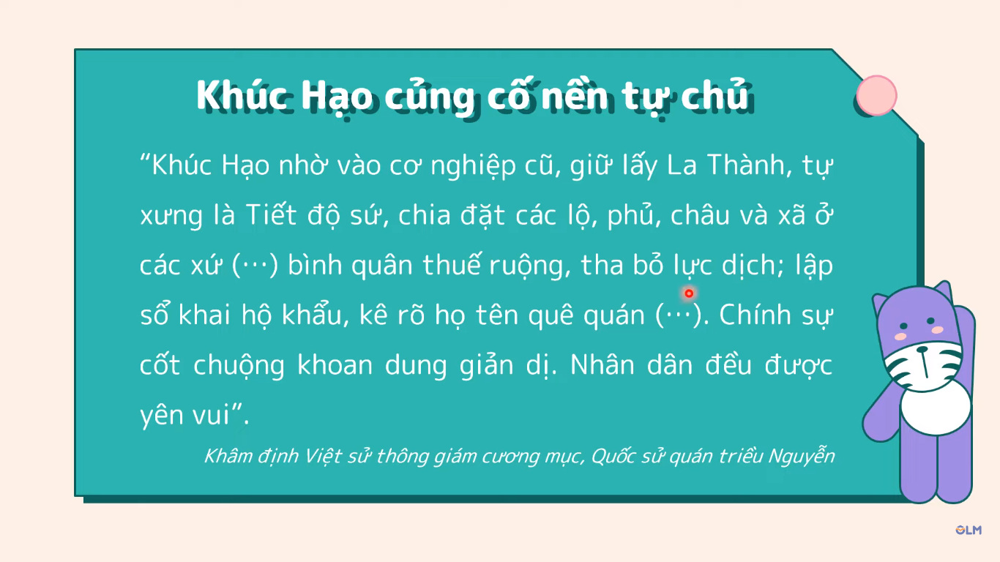 Khúc Hạo củng cố nền tự chủ
“Khúc Hạo nhờ vào cơ nghiệp cũ, giữ lấy La Thành, tự
xưng là Tiết độ sứ, chia đặt các lộ, phủ, châu và xã ở
các xứ (⋯) bình quân thuế ruộng, tha bỏ lực dịch; lập
sổ khai hộ khẩu, kê rõ họ tên quê quán (⋯). Chính sự
cốt chuộng khoan dung giản dị. Nhân dân đều được
yên vui”.
Khâm định Việt sử thông giám cương mục, Quốc sử quán triều Nguyễn
OLM